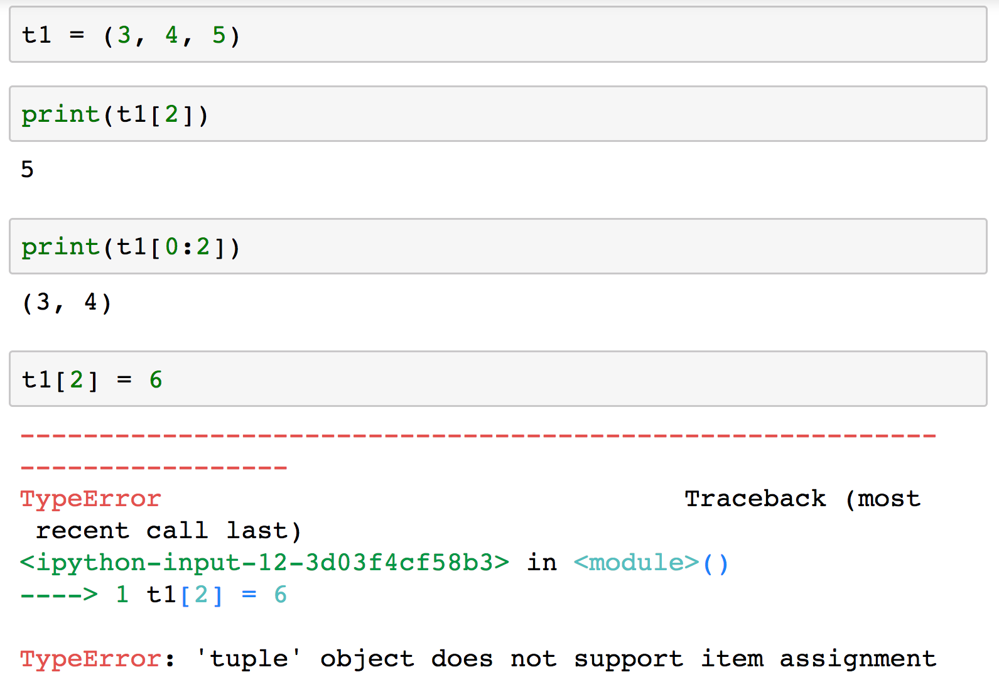 t1 = (3, 4, 5)
print(t1[2])
5
print(t1[0:2])
(3, 4)
t1[2] = 6
----------------------------------------------------------
-----------------
TypeError                                 Traceback (most
 recent call last)
<ipython-input-12-3d03f4cf58b3> in <module>()
----> 1 t1[2] = 6
TypeError: 'tuple' object does not support item assignment